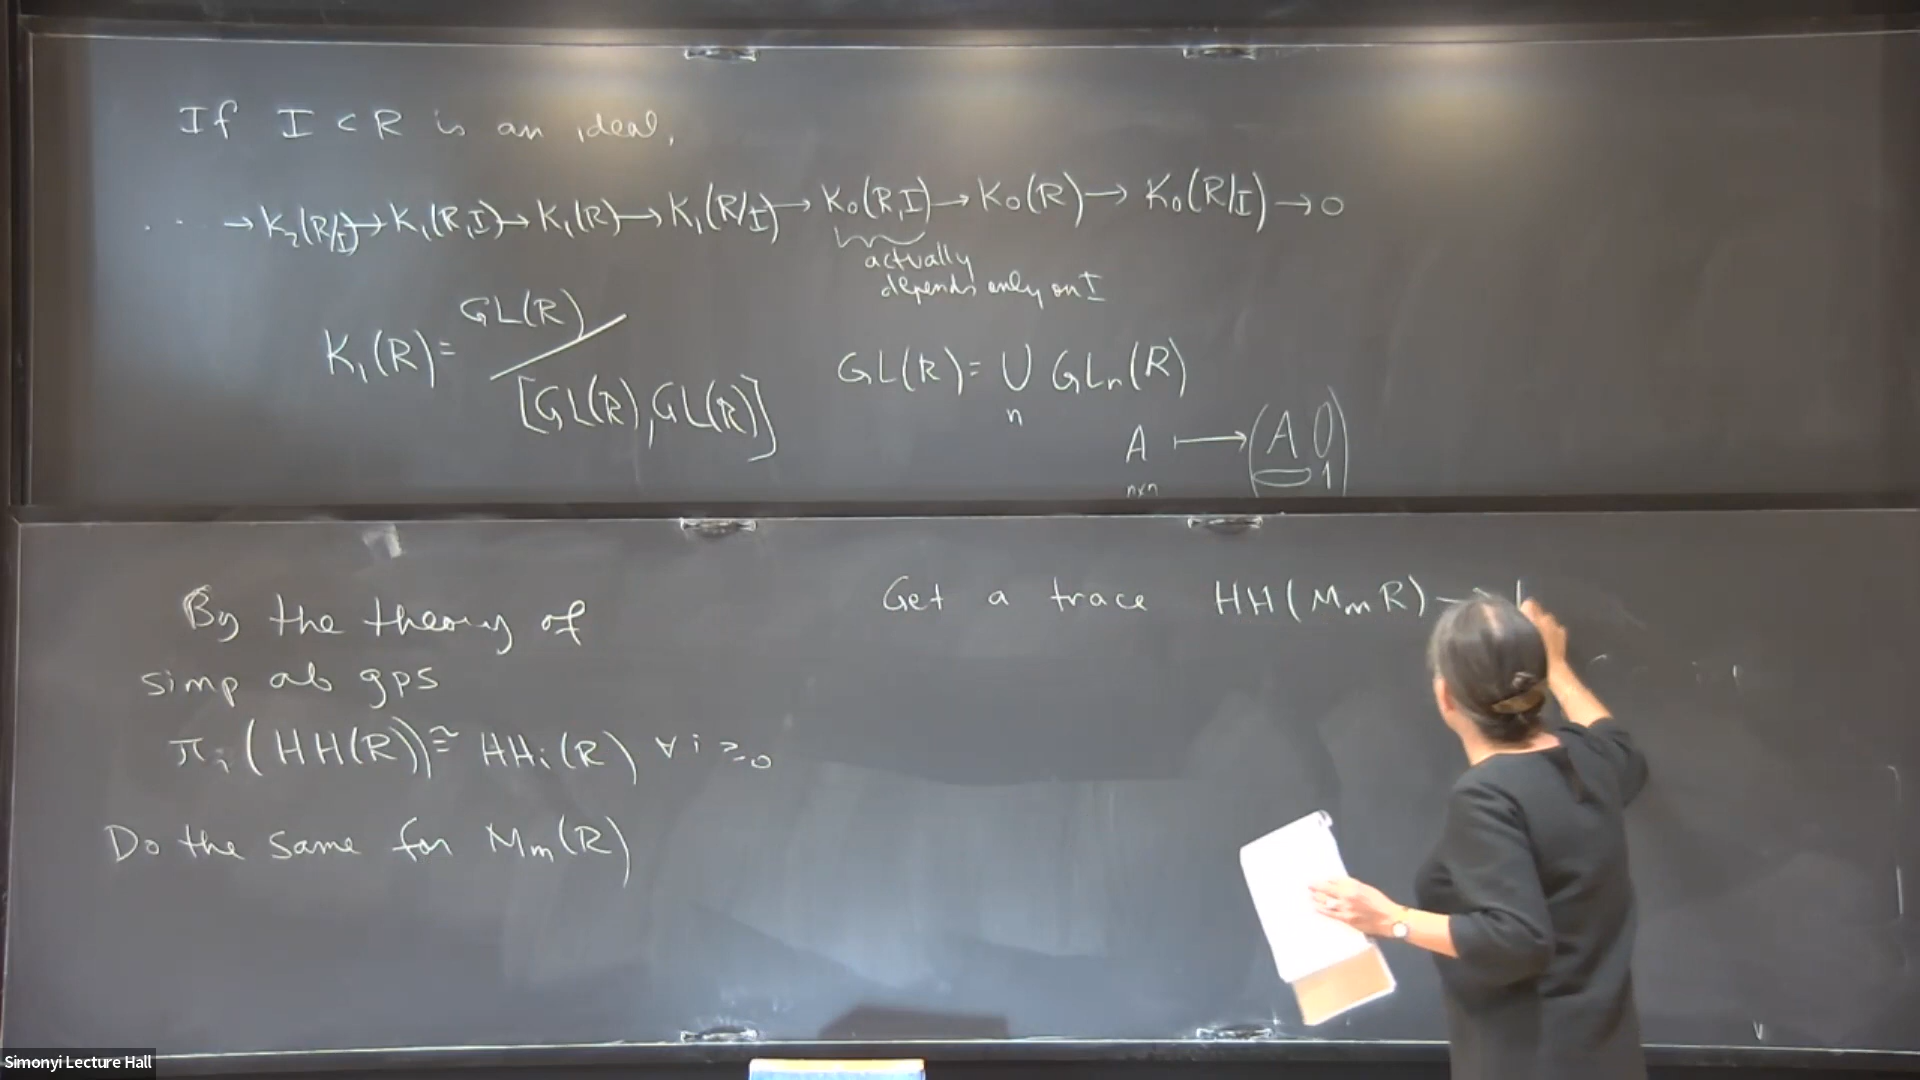 If I < R is an ideal,
· · · → K₂(R/I) → K₁(R,I) → K₁(R) → K₁(R/I) → K₀(R,I) → K₀(R) → K₀(R/I) → 0
actually
depends only on I
K₁(R) = GL(R) / [GL(R), GL(R)]
GL(R) = ⋃ GLₙ(R)
n
A ⟼ (A 0
1)
n×n
By the theory of
simp ab gps
πᵢ(HH(R)) ≅ HHᵢ(R) ∀ i ≥ 0
Do the same for Mₘ(R)
Get a trace HH(MₘR) →
Simonyi Lecture Hall